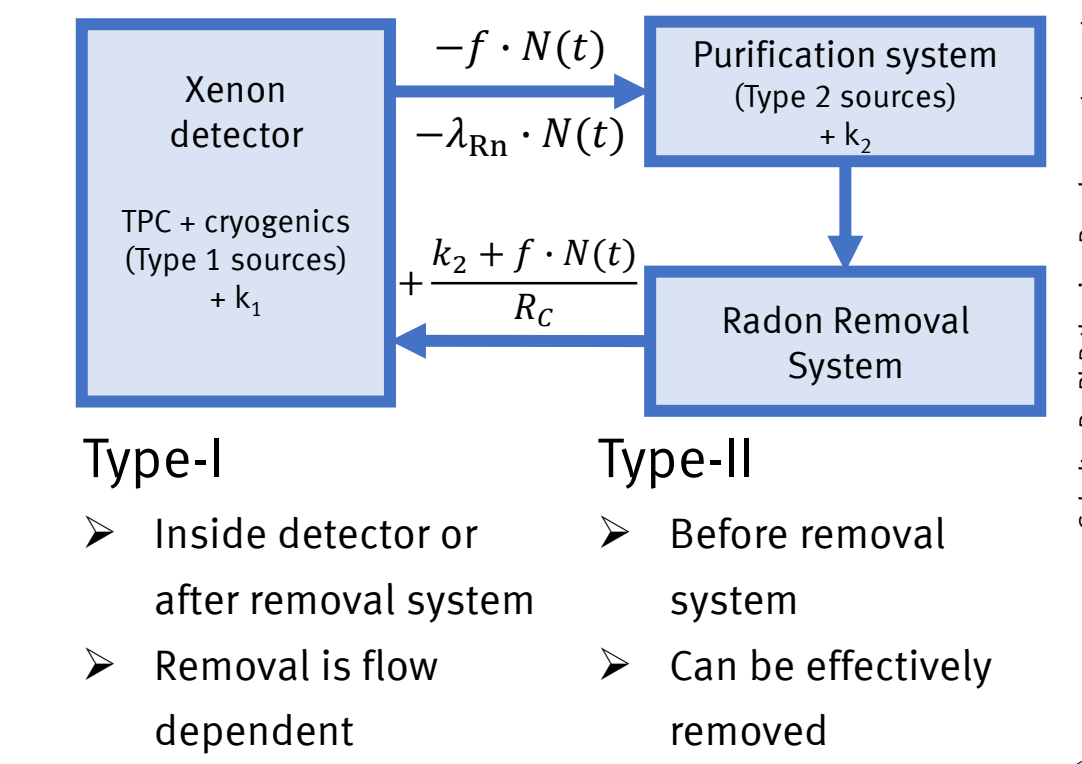 Xenon
detector
TPC + cryogenics
(Type 1 sources)
+ k₁
−f · N(t)
−λ_Rn · N(t)
Purification system
(Type 2 sources)
+ k₂
+ (k₂ + f · N(t)) / R_C
Radon Removal
System
Type-I
➢ Inside detector or
after removal system
➢ Removal is flow
dependent
Type-II
➢ Before removal
system
➢ Can be effectively
removed